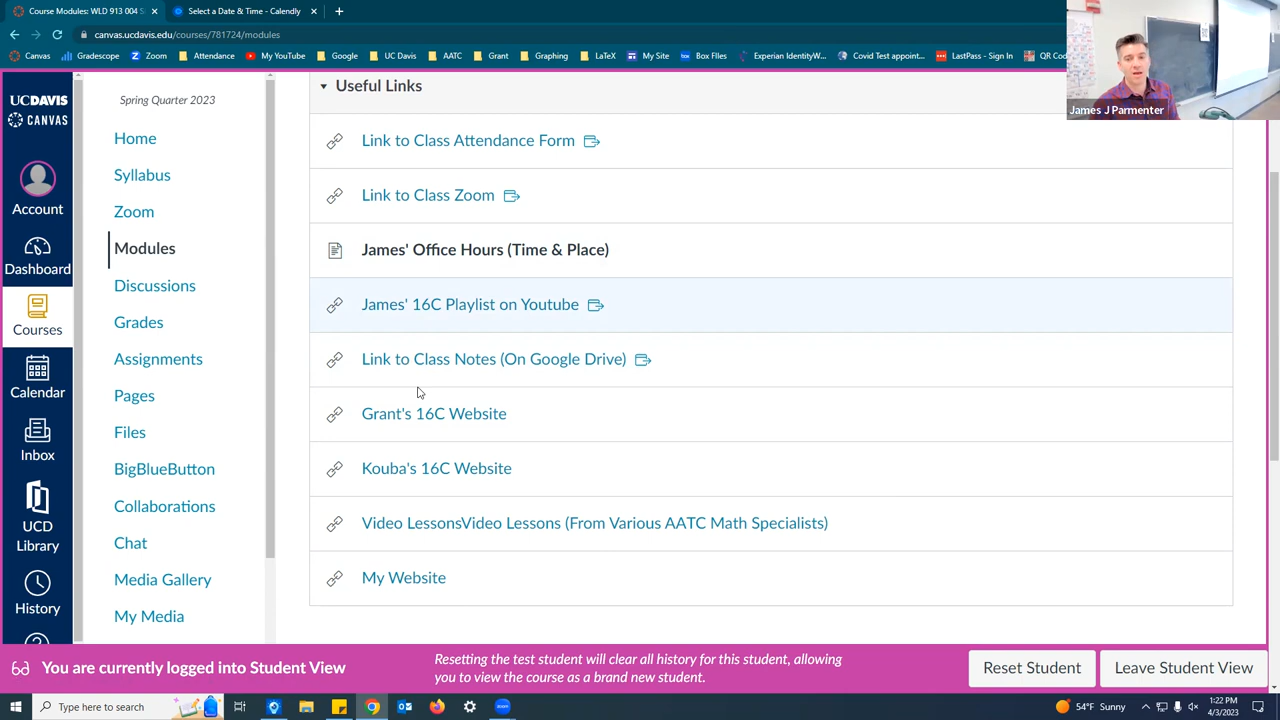 Course Modules: WLD 913 004 S
Select a Date & Time - Calendly
canvas.ucdavis.edu/courses/781724/modules
Canvas
Gradescope
Zoom
Attendance
My YouTube
Google
UC Davis
AATC
Grant
Graphing
LaTeX
My Site
Box Files
Experian IdentityW...
Covid Test appoint...
LastPass - Sign In
QR Co
James J Parmenter
UCDAVIS
CANVAS
Account
Dashboard
Courses
Calendar
Inbox
UCD
Library
History
Spring Quarter 2023
Home
Syllabus
Zoom
Modules
Discussions
Grades
Assignments
Pages
Files
BigBlueButton
Collaborations
Chat
Media Gallery
My Media
Useful Links
Link to Class Attendance Form
Link to Class Zoom
James' Office Hours (Time & Place)
James' 16C Playlist on Youtube
Link to Class Notes (On Google Drive)
Grant's 16C Website
Kouba's 16C Website
Video LessonsVideo Lessons (From Various AATC Math Specialists)
My Website
You are currently logged into Student View
Resetting the test student will clear all history for this student, allowing
you to view the course as a brand new student.
Reset Student
Leave Student View
Type here to search
54°F Sunny
1:22 PM
4/3/2023